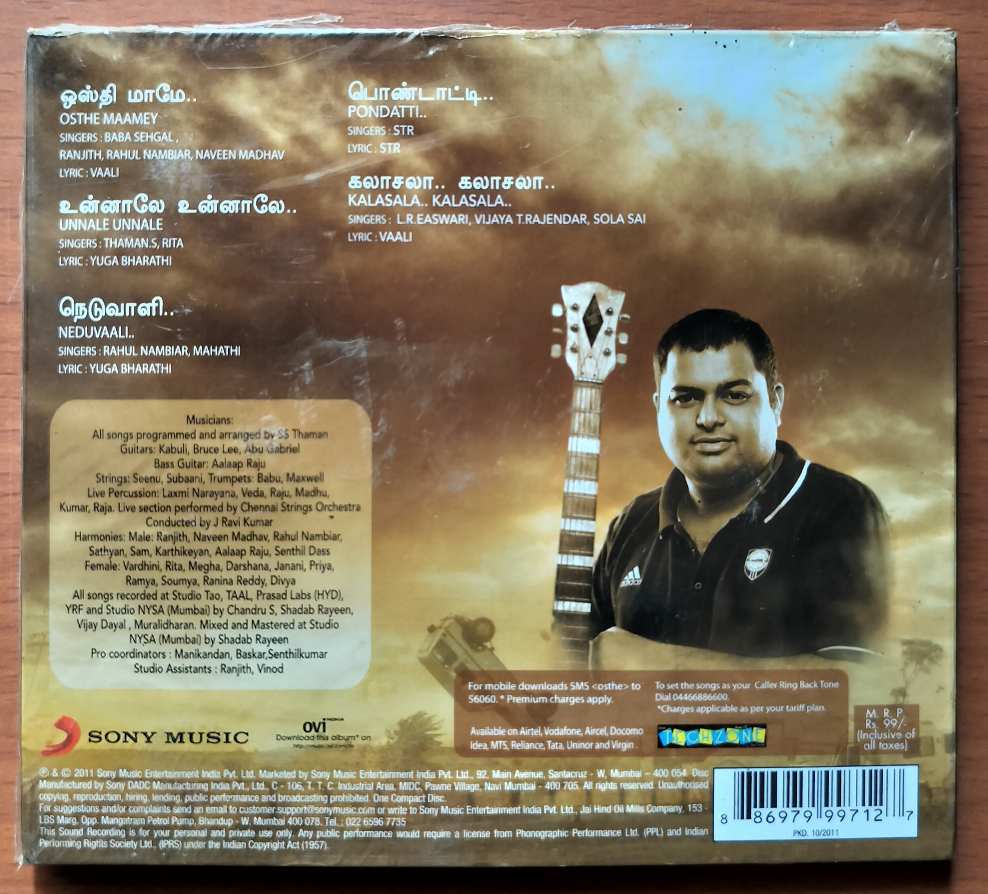 ஒஸ்தி மாமே..
OSTHE MAAMEY
SINGERS : BABA SEHGAL ,
RANJITH, RAHUL NAMBIAR, NAVEEN MADHAV
LYRIC : VAALI
உன்னாலே உன்னாலே..
UNNALE UNNALE
SINGERS : THAMAN.S, RITA
LYRIC : YUGA BHARATHI
நெடுவாளி..
NEDUVAALI..
SINGERS : RAHUL NAMBIAR, MAHATHI
LYRIC : YUGA BHARATHI
பொண்டாட்டி..
PONDATTI..
SINGERS : STR
LYRIC : STR
கலாசலா.. கலாசலா..
KALASALA.. KALASALA..
SINGERS : L.R.EASWARI, VIJAYA T.RAJENDAR, SOLA SAI
LYRIC : VAALI
Musicians:
All songs programmed and arranged by SS Thaman
Guitars: Kabuli, Bruce Lee, Abu Gabriel
Bass Guitar: Aalaap Raju
Strings: Seenu, Subaani, Trumpets: Babu, Maxwell
Live Percussion: Laxmi Narayana, Veda, Raju, Madhu,
Kumar, Raja. Live section performed by Chennai Strings Orchestra
Conducted by J Ravi Kumar
Harmonies: Male: Ranjith, Naveen Madhav, Rahul Nambiar,
Sathyan, Sam, Karthikeyan, Aalaap Raju, Senthil Dass
Female: Vardhini, Rita, Megha, Darshana, Janani, Priya,
Ramya, Soumya, Ranina Reddy, Divya
All songs recorded at Studio Tao, TAAL, Prasad Labs (HYD),
YRF and Studio NYSA (Mumbai) by Chandru S, Shadab Rayeen,
Vijay Dayal , Muralidharan. Mixed and Mastered at Studio
NYSA (Mumbai) by Shadab Rayeen
Pro coordinators : Manikandan, Baskar,Senthilkumar
Studio Assistants : Ranjith, Vinod
adidas
SONY MUSIC
NOKIA
OVI
Download this album* on
For mobile downloads SMS <osthe> to
56060. * Premium charges apply.
Available on Airtel, Vodafone, Aircel, Docomo
Idea, MTS, Reliance, Tata, Uninor and Virgin .
To set the songs as your Caller Ring Back Tone
Dial 04466886600
*Charges applicable as per your tariff plan.
TECHZONE
M. R. P.
Rs. 99/-
(Inclusive of
all taxes)
℗ & © 2011 Sony Music Entertainment India Pvt. Ltd. Marketed by Sony Music Entertainment India Pvt. Ltd., 92, Main Avenue, Santacruz - W, Mumbai - 400 054. Disc
Manufactured by Sony DADC Manufacturing India Pvt., Ltd., C - 106, T. T. C. Industrial Area, MIDC, Pawne Village, Navi Mumbai - 400 705. All rights reserved. Unauthorised
copying, reproduction, hiring, lending, public performance and broadcasting prohibited. One Compact Disc.
For suggestions and/or complaints send an email to customer.support@sonymusic.com or write to Sony Music Entertainment India Pvt. Ltd., Jai Hind Oil Mills Company, 153 -
LBS Marg. Opp. Mangatram Petrol Pump, Bhandup - W. Mumbai 400 078. Tel.: 022 6596 7735
This Sound Recording is for your personal and private use only. Any public performance would require a license from Phonographic Performance Ltd. (PPL) and Indian
Performing Rights Society Ltd., (IPRS) under the Indian Copyright Act (1957).
8 86979 99712 7
PKD. 10/2011